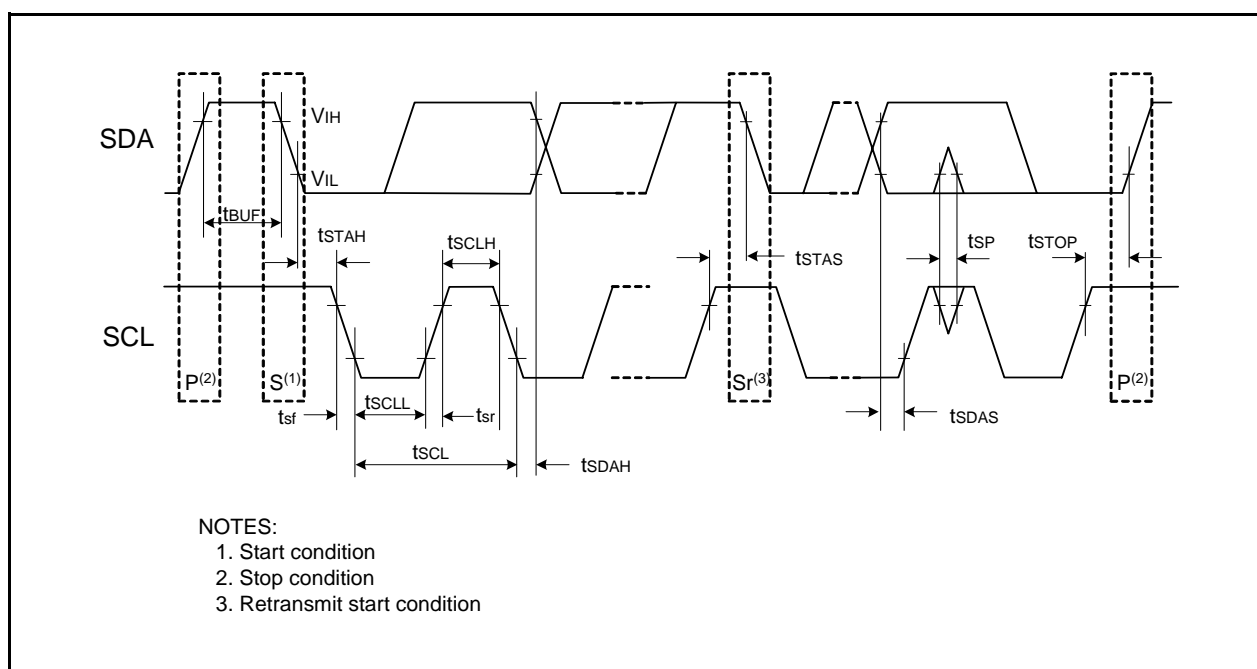 SDA
VIH
VIL
tBUF
tSTAH
tSCLH
tSTAS
tSP
tSTOP
SCL
P(2)
S(1)
Sr(3)
P(2)
tsf
tSCLL
tsr
tSDAS
tSCL
tSDAH
NOTES:
1. Start condition
2. Stop condition
3. Retransmit start condition